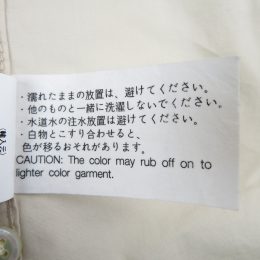 ・濡れたままの放置は、避けてください。
・他のものと一緒に洗濯しないでください。
・水道水の注水放置は避けてください。
・白物とこすり合わせると、
色が移るおそれがあります。
CAUTION: The color may rub off on to
lighter color garment.